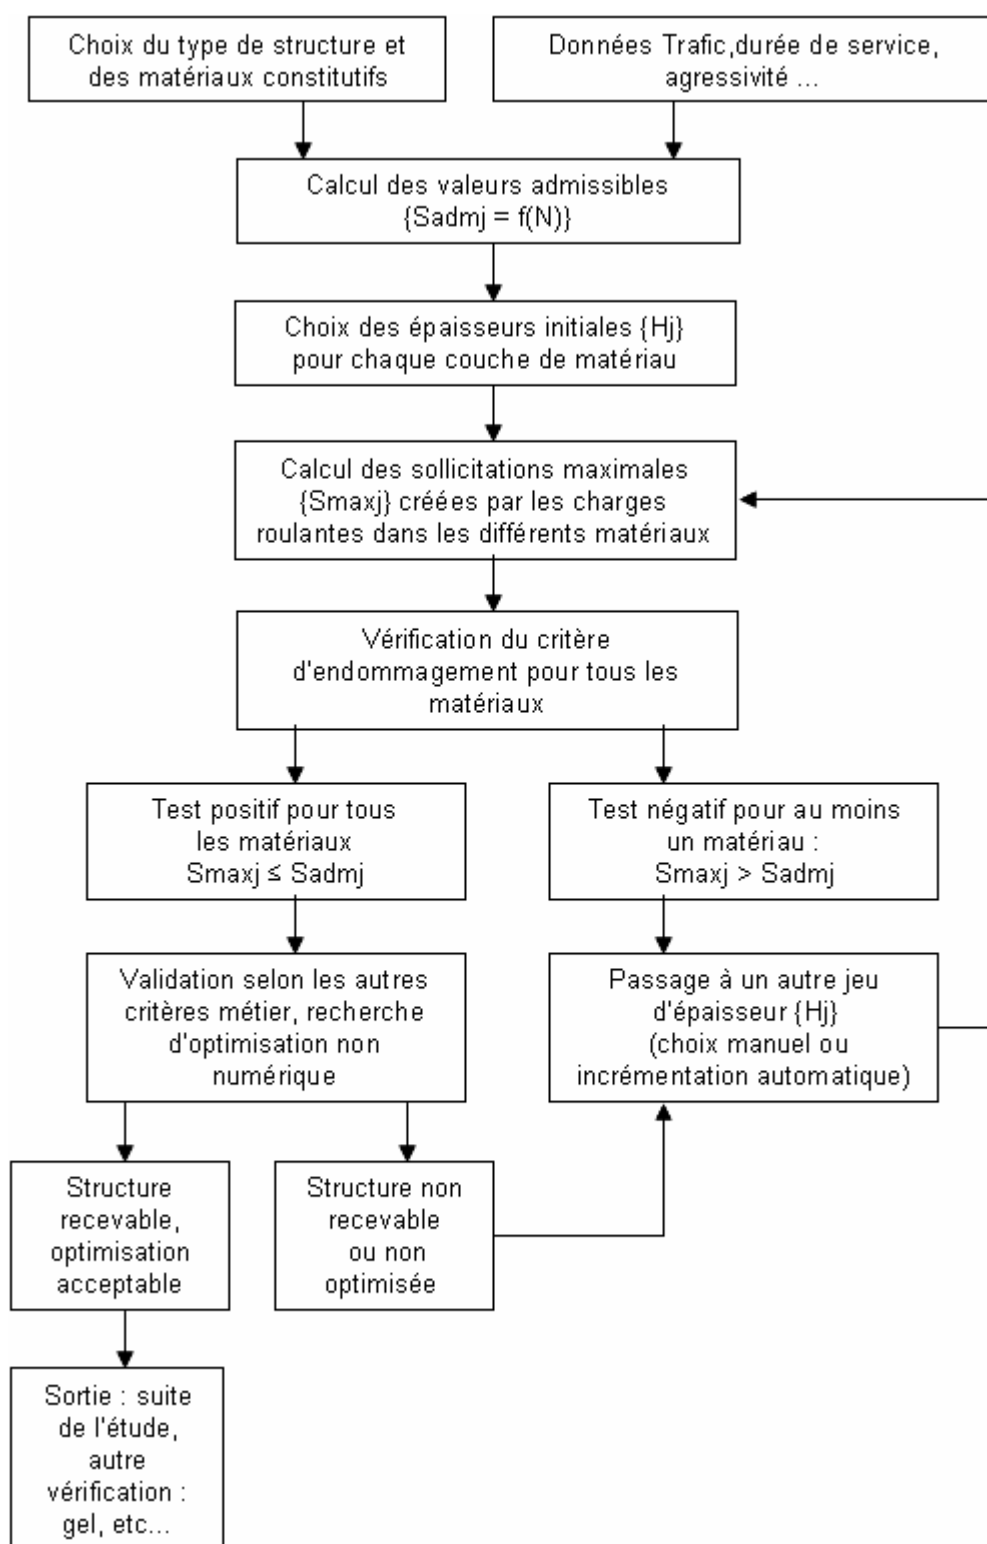 Choix du type de structure et
des matériaux constitutifs
Données Trafic,durée de service,
agressivité ...
Calcul des valeurs admissibles
{Sadmj = f(N)}
Choix des épaisseurs initiales {Hj}
pour chaque couche de matériau
Calcul des sollicitations maximales
{Smaxj} créées par les charges
roulantes dans les différents matériaux
Vérification du critère
d'endommagement pour tous les
matériaux
Test positif pour tous
les matériaux
Smaxj ≤ Sadmj
Test négatif pour au moins
un matériau :
Smaxj > Sadmj
Validation selon les autres
critères métier, recherche
d'optimisation non
numérique
Passage à un autre jeu
d'épaisseur {Hj}
(choix manuel ou
incrémentation automatique)
Structure
recevable,
optimisation
acceptable
Structure non
recevable
ou non
optimisée
Sortie : suite
de l'étude,
autre
vérification :
gel, etc...